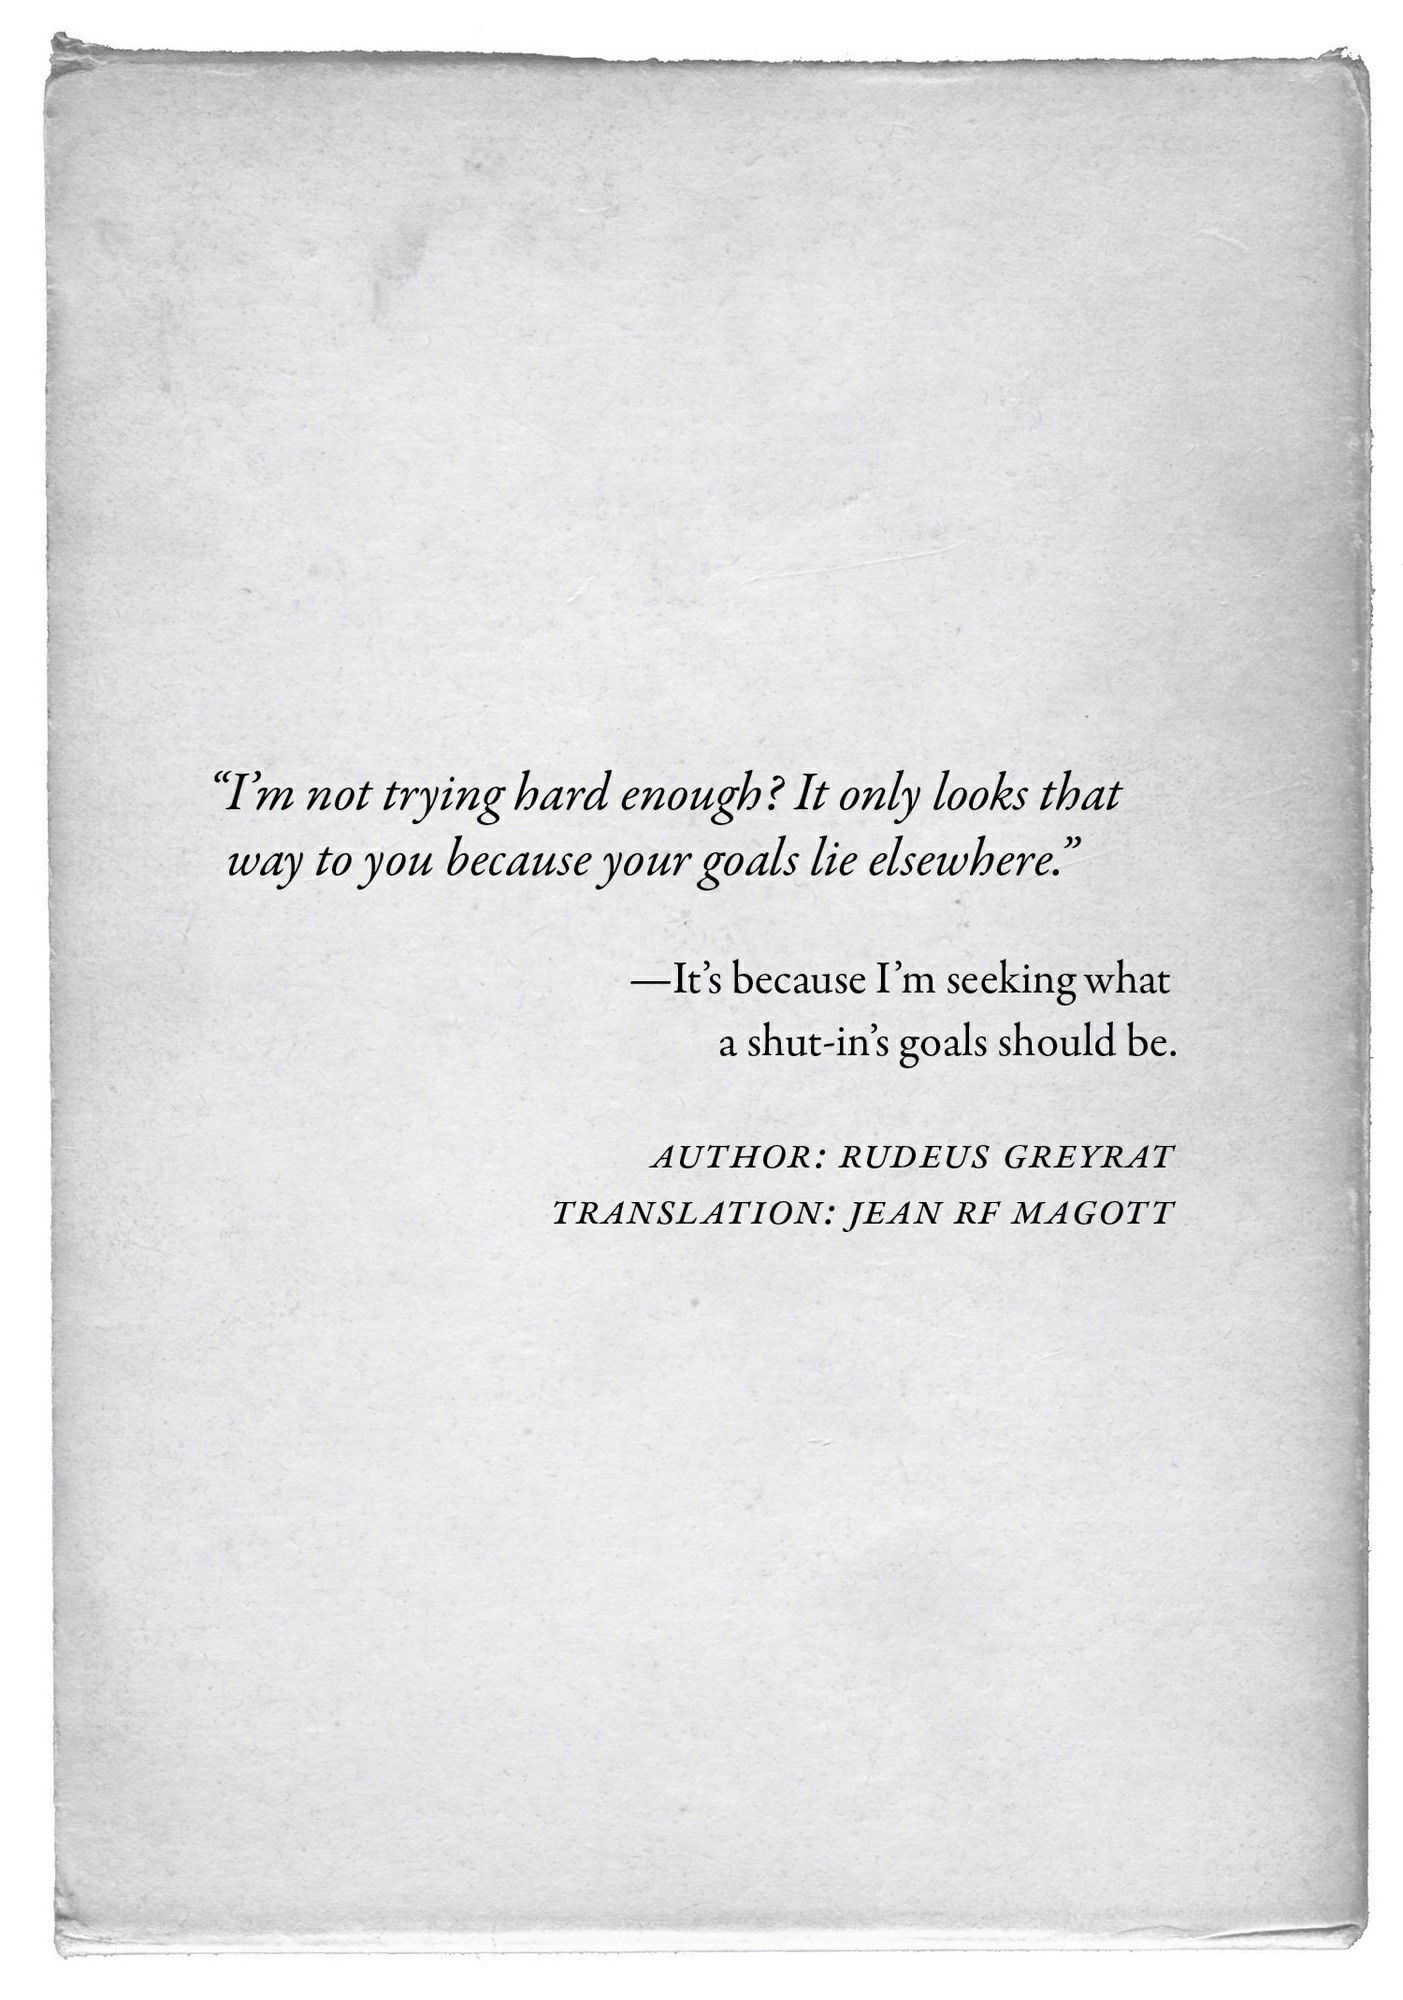 “I’m not trying hard enough? It only looks that
way to you because your goals lie elsewhere.”
—It’s because I’m seeking what
a shut-in’s goals should be.
AUTHOR: RUDEUS GREYRAT
TRANSLATION: JEAN RF MAGOTT